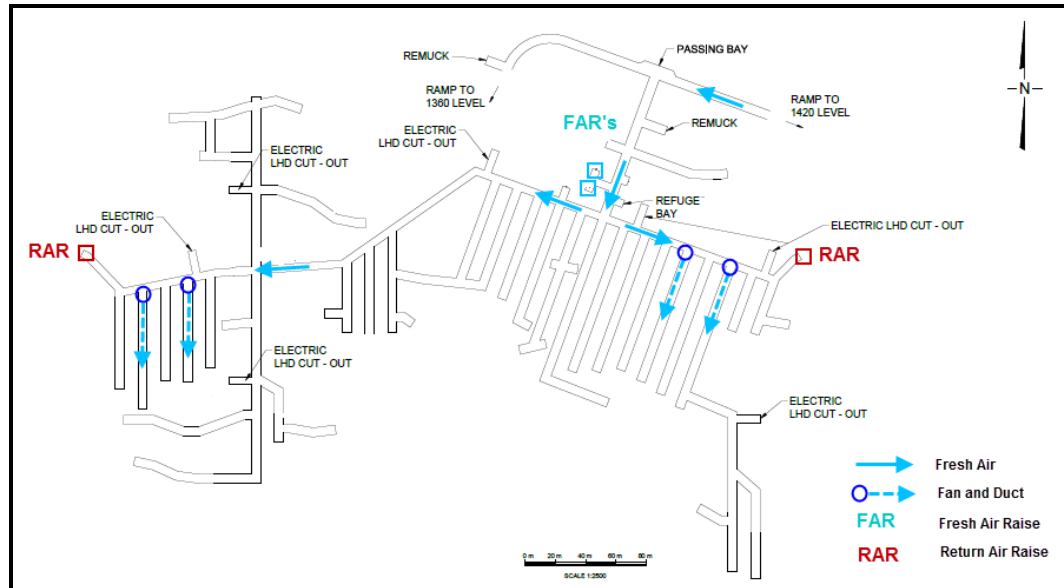 REMUCK
PASSING BAY
RAMP TO
1360 LEVEL
RAMP TO
1420 LEVEL
N
FAR's
REMUCK
ELECTRIC
LHD CUT - OUT
ELECTRIC
LHD CUT - OUT
REFUGE
BAY
ELECTRIC
LHD CUT - OUT
ELECTRIC LHD CUT - OUT
RAR
RAR
ELECTRIC
LHD CUT - OUT
ELECTRIC
LHD CUT - OUT
Fresh Air
Fan and Duct
FAR Fresh Air Raise
RAR Return Air Raise
0 m 20 m 40 m 60 m 80 m
SCALE 1:2500